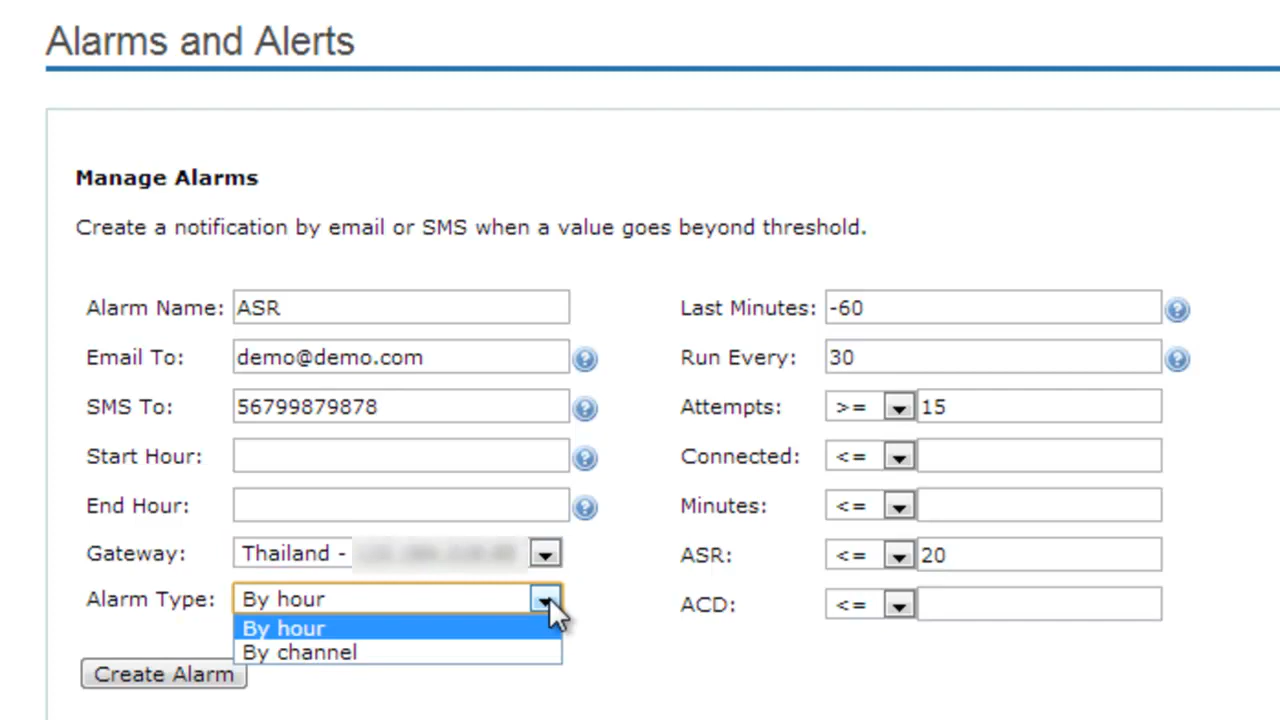 Alarms and Alerts
Manage Alarms
Create a notification by email or SMS when a value goes beyond threshold.
Alarm Name: ASR
Email To: demo@demo.com
SMS To: 56799879878
Start Hour:
End Hour:
Gateway: Thailand -
Alarm Type: By hour
By hour
By channel
Create Alarm
Last Minutes: -60
Run Every: 30
Attempts: >= 15
Connected: <=
Minutes: <=
ASR: <= 20
ACD: <=